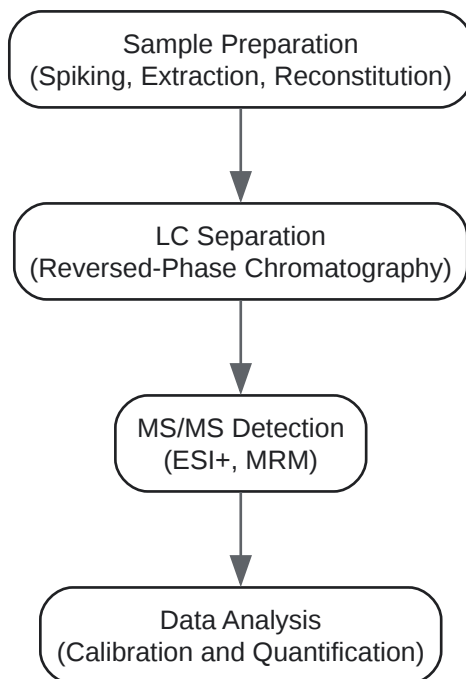 Sample Preparation
(Spiking, Extraction, Reconstitution)
LC Separation
(Reversed-Phase Chromatography)
MS/MS Detection
(ESI+, MRM)
Data Analysis
(Calibration and Quantification)